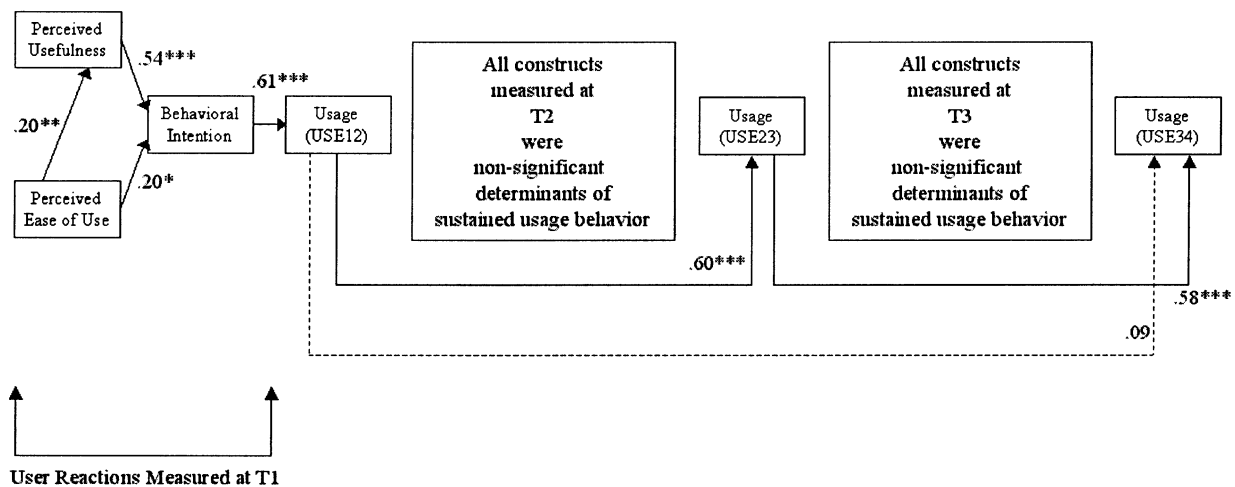 Perceived
Usefulness
.54***
.20**
Perceived
Ease of Use
.20*
Behavioral
Intention
.61***
Usage
(USE12)
All constructs
measured at
T2
were
non-significant
determinants of
sustained usage behavior
.60***
Usage
(USE23)
All constructs
measured at
T3
were
non-significant
determinants of
sustained usage behavior
Usage
(USE34)
.58***
.09
User Reactions Measured at T1